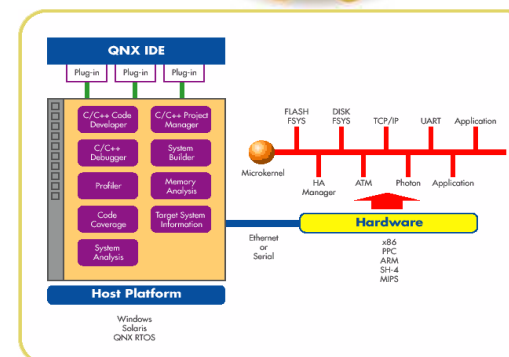 QNX IDE
Plug-in
Plug-in
Plug-in
C/C++ Code
Developer
C/C++ Project
Manager
C/C++
Debugger
System
Builder
Profiler
Memory
Analysis
Code
Coverage
Target System
Information
System
Analysis
Host Platform
Windows
Solaris
QNX RTOS
Ethernet
or
Serial
Microkernel
FLASH
FSYS
DISK
FSYS
TCP/IP
UART
Application
HA
Manager
ATM
Photon
Application
Hardware
x86
PPC
ARM
SH-4
MIPS